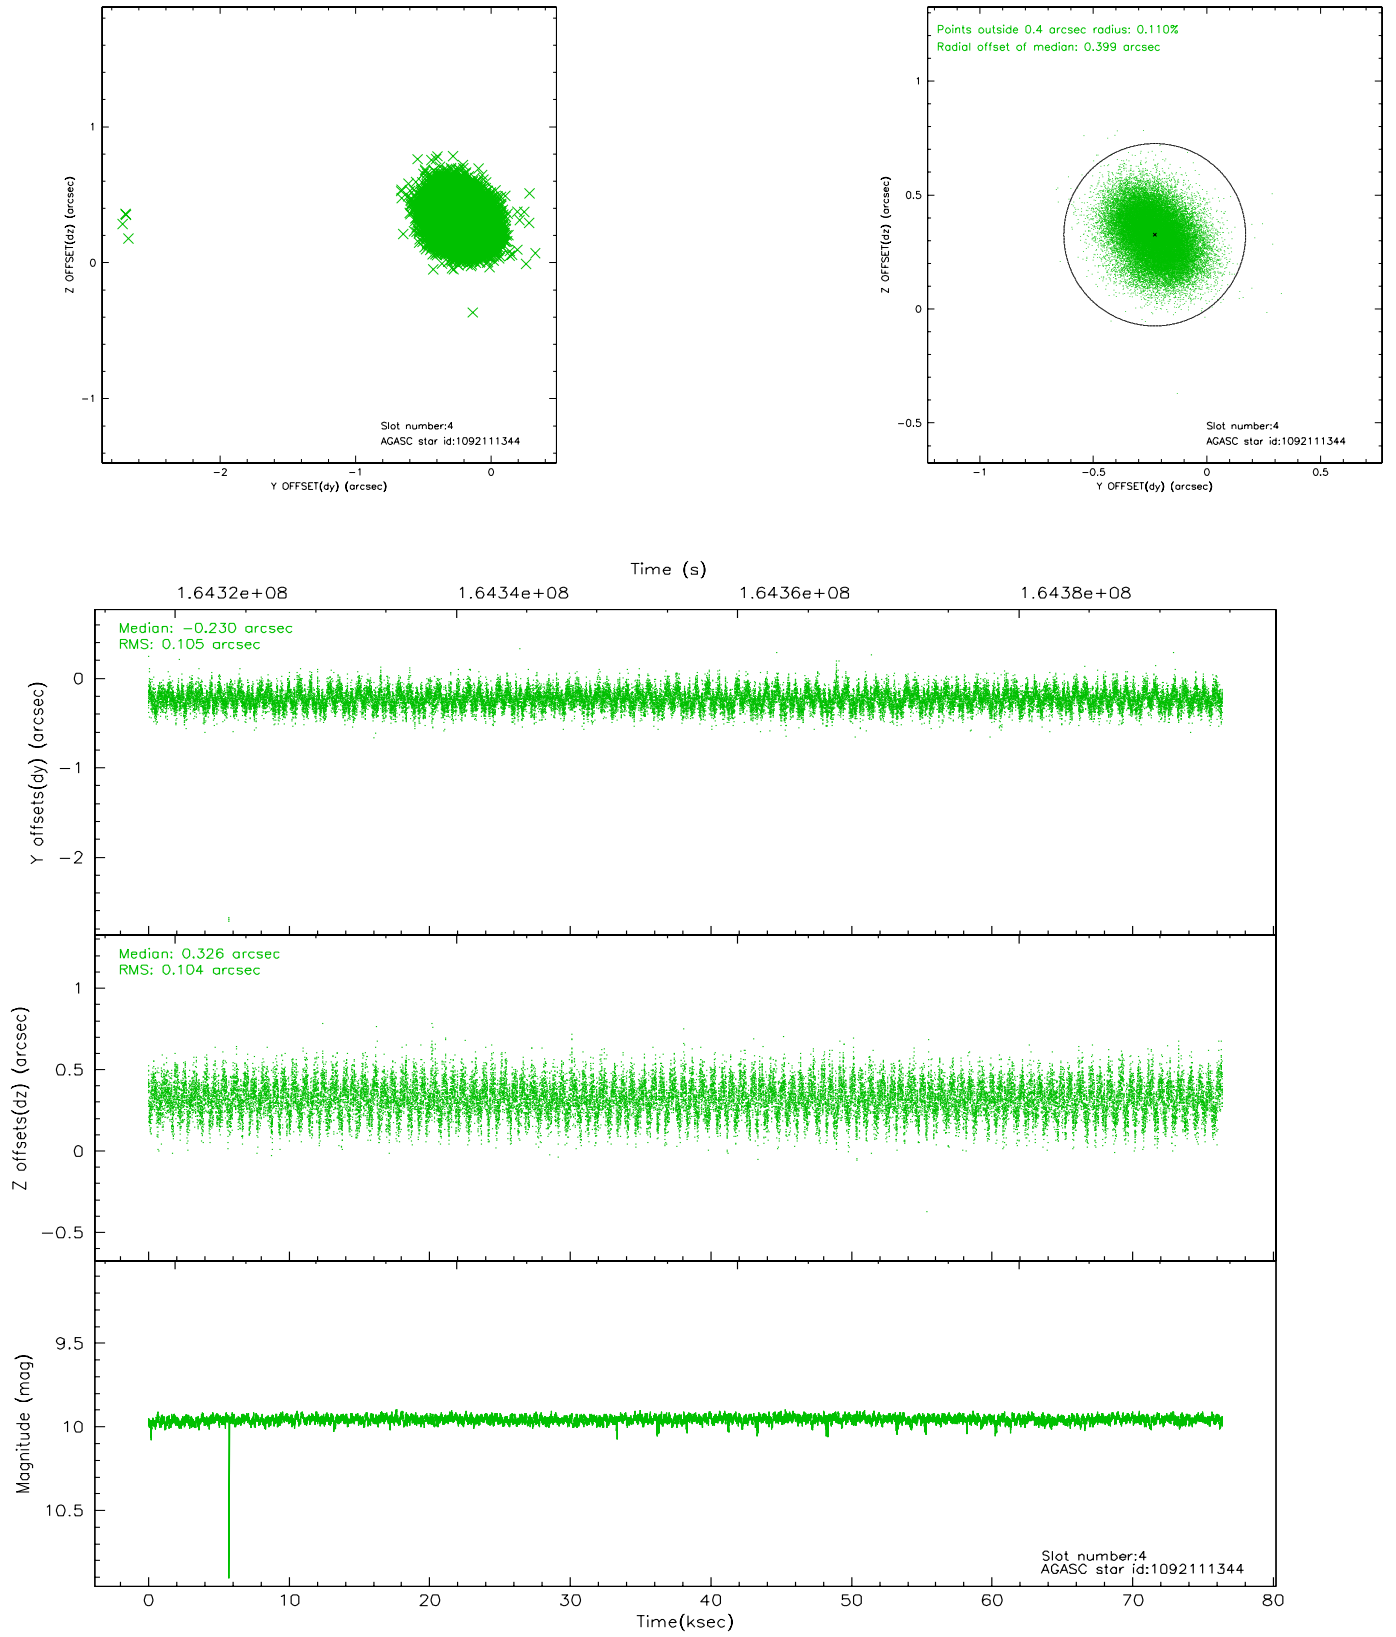 1
0
−1
Z OFFSET(dz) (arcsec)
Slot number:4
AGASC star id:1092111344
−2 −1 0
Y OFFSET(dy) (arcsec)
Points outside 0.4 arcsec radius: 0.110%
Radial offset of median: 0.399 arcsec
1
0.5
0
−0.5
Z OFFSET(dz) (arcsec)
Slot number:4
AGASC star id:1092111344
−1 −0.5 0 0.5
Y OFFSET(dy) (arcsec)
Time (s)
1.6432e+08 1.6434e+08 1.6436e+08 1.6438e+08
Median: −0.230 arcsec
RMS: 0.105 arcsec
0
−1
−2
Y offsets(dy) (arcsec)
Median: 0.326 arcsec
RMS: 0.104 arcsec
1
0.5
0
−0.5
Z offsets(dz) (arcsec)
9.5
10
10.5
Magnitude (mag)
Slot number:4
AGASC star id:1092111344
0 10 20 30 40 50 60 70 80
Time(ksec)